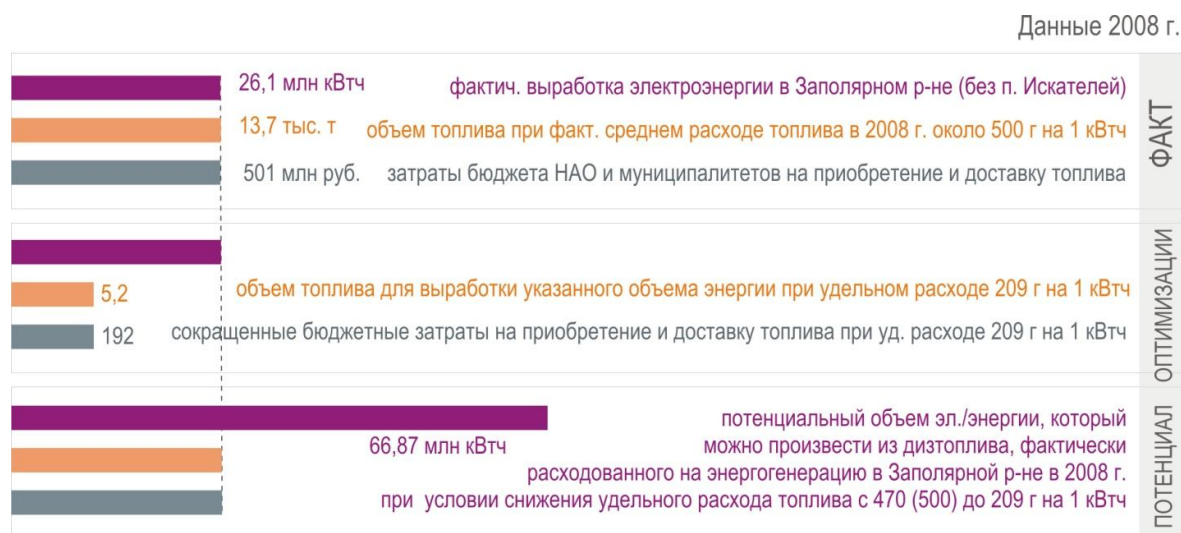 Данные 2008 г.
26,1 млн кВтч фактич. выработка электроэнергии в Заполярном р-не (без п. Искателей)
13,7 тыс. т объем топлива при факт. среднем расходе топлива в 2008 г. около 500 г на 1 кВтч
501 млн руб. затраты бюджета НАО и муниципалитетов на приобретение и доставку топлива
ФАКТ
5,2 объем топлива для выработки указанного объема энергии при удельном расходе 209 г на 1 кВтч
192 сокращенные бюджетные затраты на приобретение и доставку топлива при уд. расходе 209 г на 1 кВтч
ПОТЕНЦИАЛ ОПТИМИЗАЦИИ
потенциальный объем эл./энергии, который
66,87 млн кВтч можно произвести из дизтоплива, фактически
расходованного на энергогенерацию в Заполярной р-не в 2008 г.
при условии снижения удельного расхода топлива с 470 (500) до 209 г на 1 кВтч